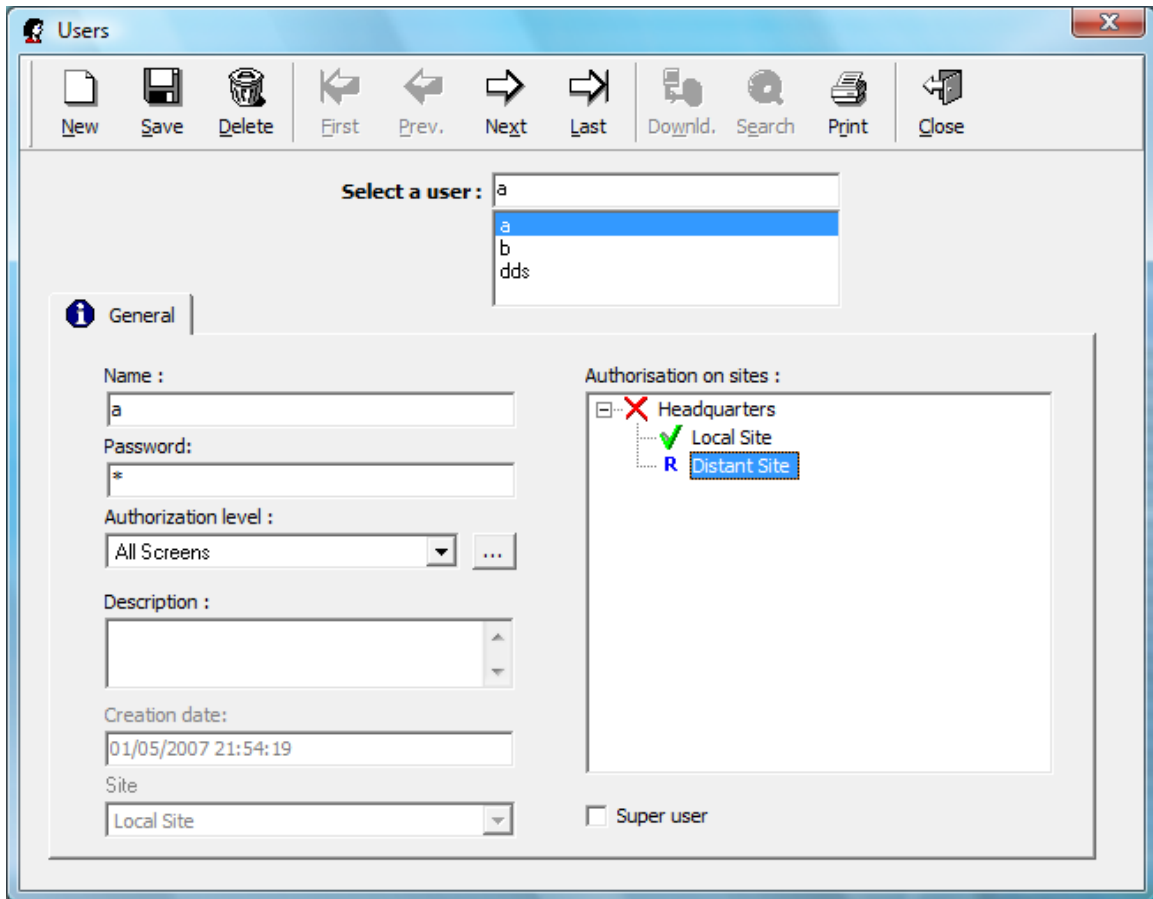 Users
New Save Delete First Prev. Next Last Downld. Search Print Close
Select a user : a
a
b
dds
General
Name :
a
Password:
*
Authorization level :
All Screens ...
Description :
Creation date:
01/05/2007 21:54:19
Site
Local Site
Authorisation on sites :
Headquarters
Local Site
R Distant Site
Super user